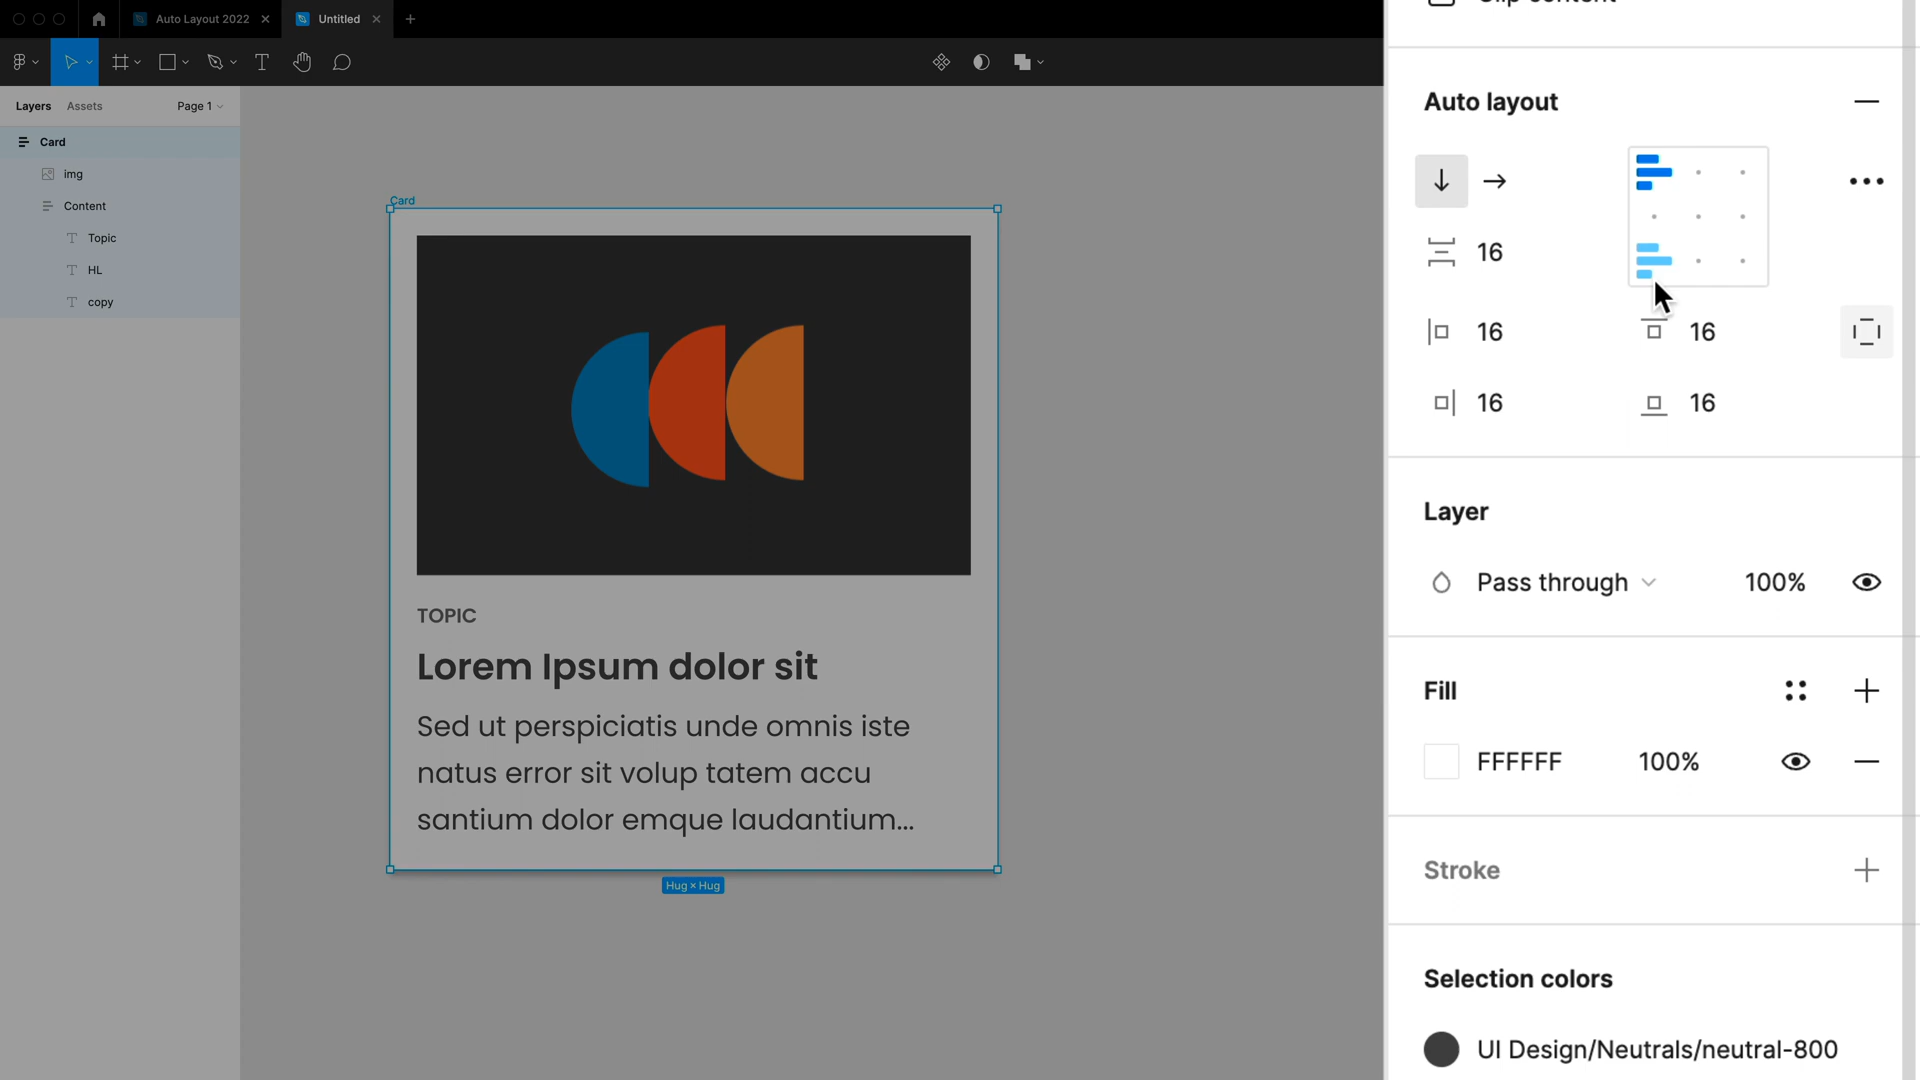 Auto Layout 2022
Untitled
Clip content
Layers
Assets
Page 1
Card
img
Content
Topic
HL
copy
Card
TOPIC
Lorem Ipsum dolor sit
Sed ut perspiciatis unde omnis iste
natus error sit volup tatem accu
santium dolor emque laudantium...
Hug × Hug
Auto layout
16
16
16
16
16
Layer
Pass through
100%
Fill
FFFFFF
100%
Stroke
Selection colors
UI Design/Neutrals/neutral-800